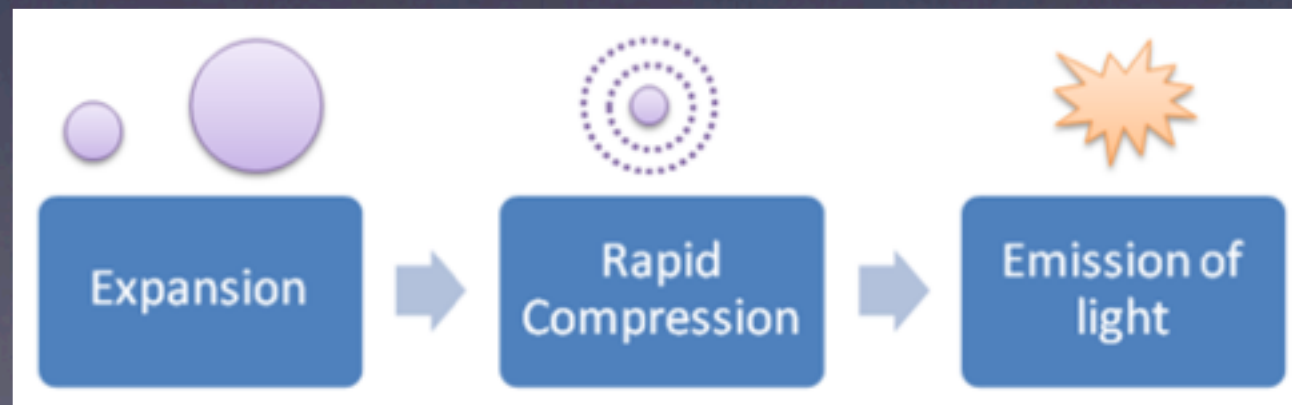 Expansion
Rapid
Compression
Emission of
light